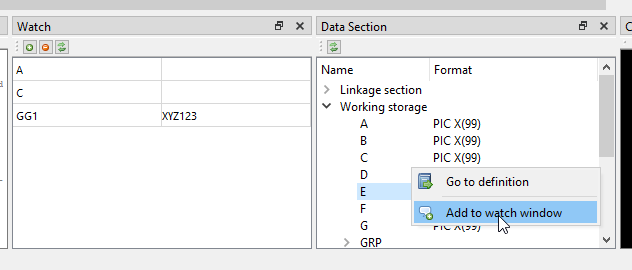 Watch
A
C
GG1 XYZ123
Data Section
Name Format
Linkage section
Working storage
A PIC X(99)
B PIC X(99)
C PIC X(99)
D
E
F
G PIC X(99)
GRP
Go to definition
Add to watch window